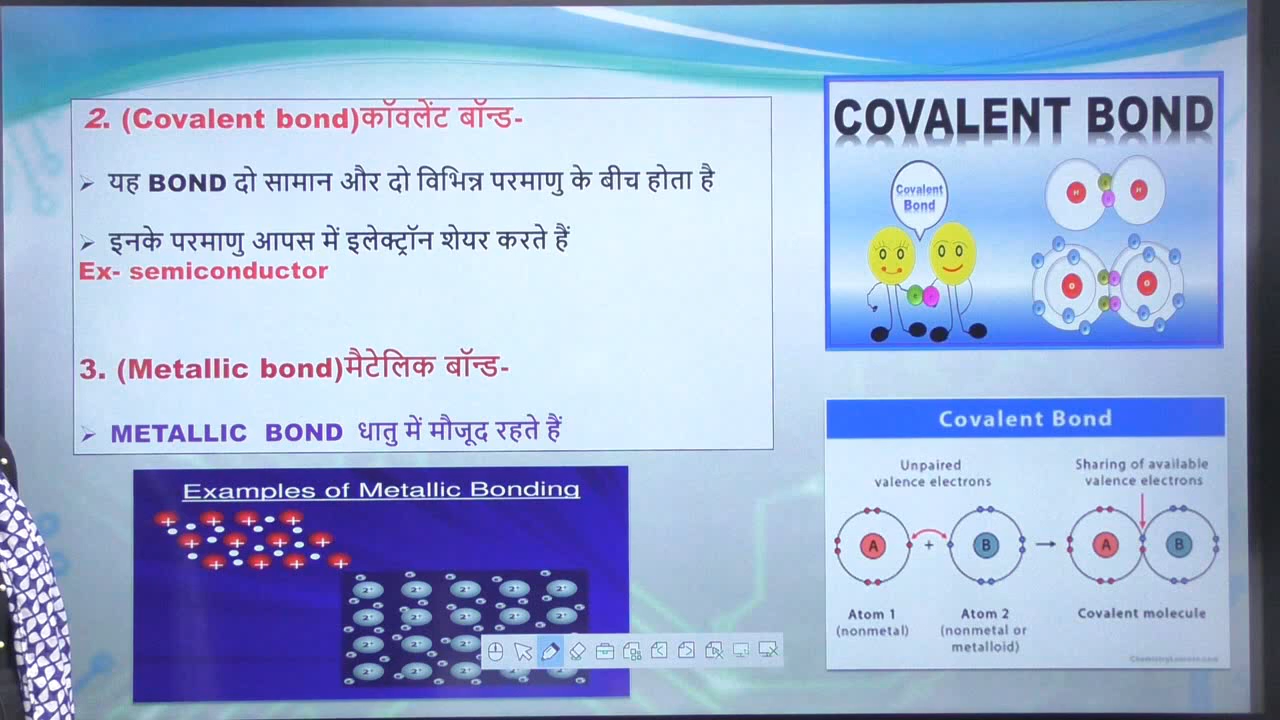 2. (Covalent bond)कॉवलेंट बॉन्ड-
➢ यह BOND दो सामान और दो विभिन्न परमाणु के बीच होता है
➢ इनके परमाणु आपस में इलेक्ट्रॉन शेयर करते हैं
Ex- semiconductor
3. (Metallic bond)मैटेलिक बॉन्ड-
➢ METALLIC BOND धातु में मौजूद रहते हैं
Examples of Metallic Bonding
COVALENT BOND
Covalent
Bond
H H
Covalent Bond
Unpaired
valence electrons
Sharing of available
valence electrons
A + B → A B
Atom 1
(nonmetal)
Atom 2
(nonmetal or
metalloid)
Covalent molecule